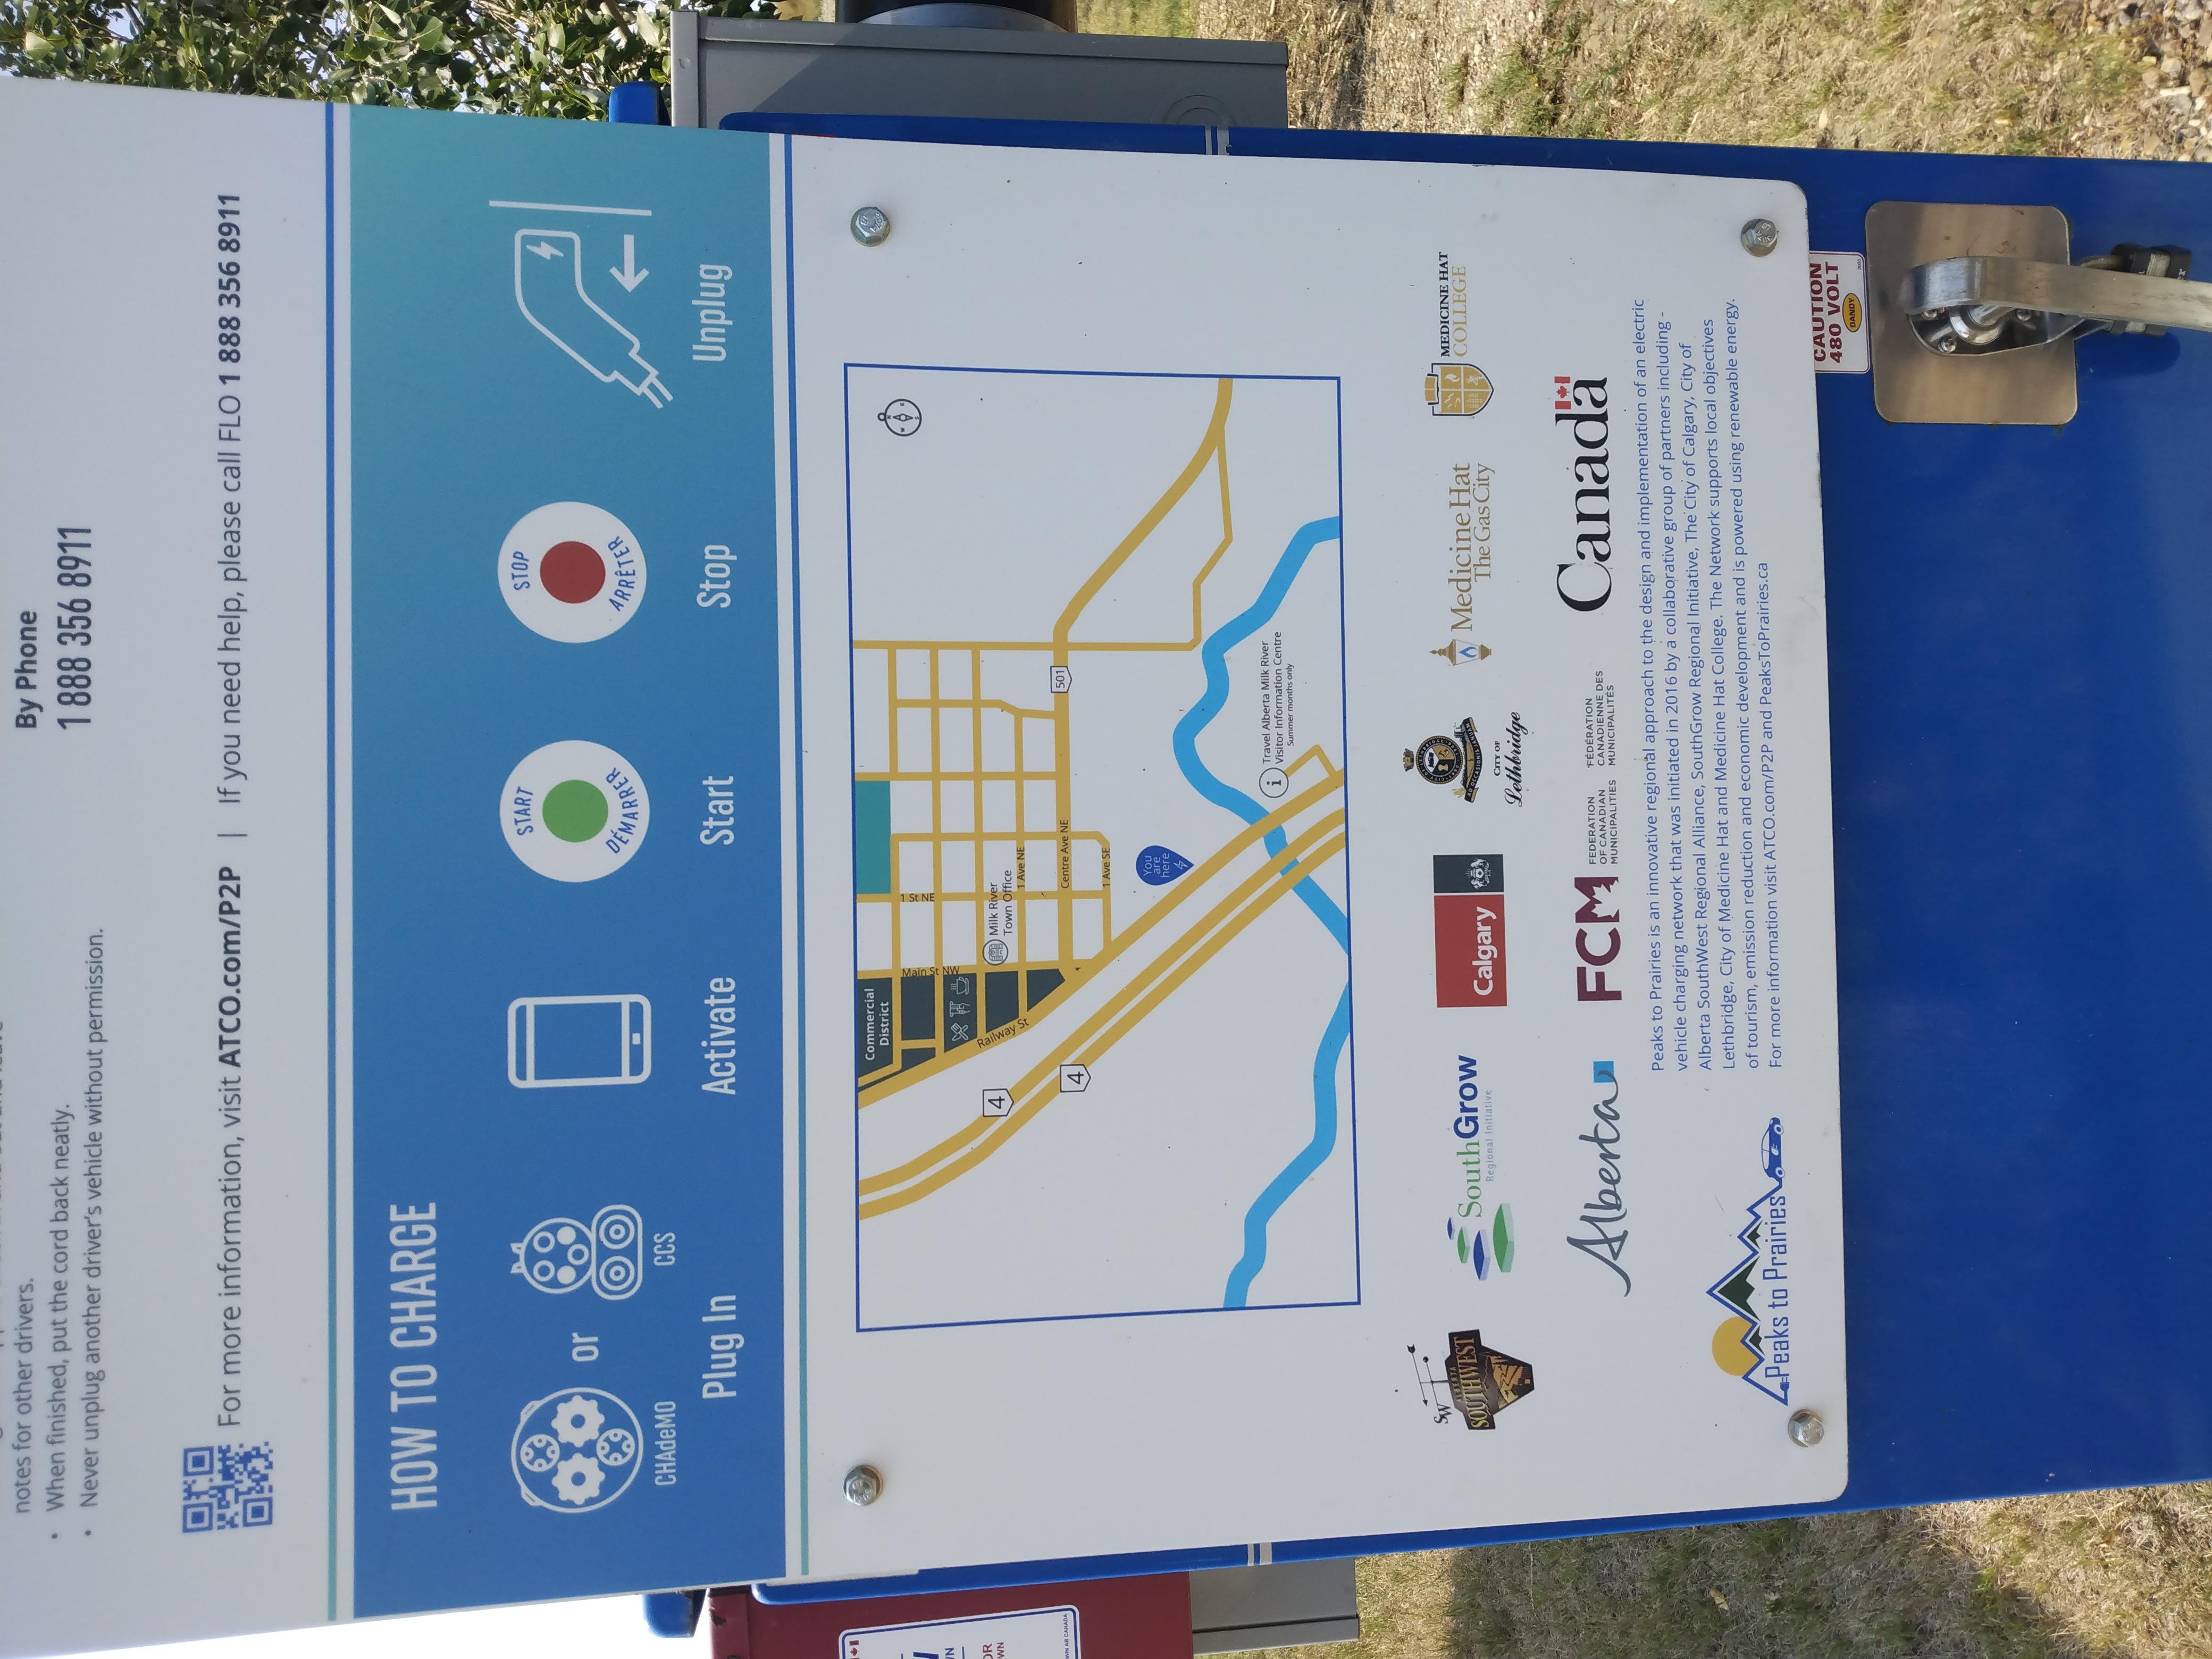 notes for other drivers.
• When finished, put the cord back neatly.
• Never unplug another driver's vehicle without permission.
By Phone
1 888 356 8911
For more information, visit ATCO.com/P2P | If you need help, please call FLO 1 888 356 8911
HOW TO CHARGE
CHAdeMO
or
CCS
START
DÉMARRER
STOP
ARRÊTER
Plug In
Activate
Start
Stop
Unplug
Commercial
District
Main St NW
1 St NE
Railway St
4
4
Milk River
Town Office
1 Ave NE
Centre Ave NE
501
1 Ave SE
You
are
here
i
Travel Alberta Milk River
Visitor Information Centre
Summer months only
SW
ALBERTA
SOUTHWEST
SouthGrow
Regional Initiative
Calgary
CITY OF
Lethbridge
Medicine Hat
The Gas City
MEDICINE HAT
COLLEGE
Alberta
FCM
FEDERATION
OF CANADIAN
MUNICIPALITIES
FÉDÉRATION
CANADIENNE DES
MUNICIPALITÉS
Canada
Peaks to Prairies is an innovative regional approach to the design and implementation of an electric
vehicle charging network that was initiated in 2016 by a collaborative group of partners including -
Alberta SouthWest Regional Alliance, SouthGrow Regional Initiative, The City of Calgary, City of
Lethbridge, City of Medicine Hat and Medicine Hat College. The Network supports local objectives
of tourism, emission reduction and economic development and is powered using renewable energy.
For more information visit ATCO.com/P2P and PeaksToPrairies.ca
Peaks to Prairies
CAUTION
480 VOLT
DANDY